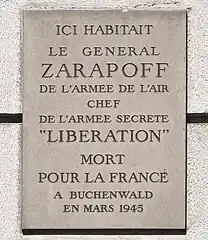 ICI HABITAIT
LE GENERAL
ZARAPOFF
DE L'ARMEE DE L'AIR
CHEF
DE L'ARMEE SECRETE
"LIBERATION"
MORT
POUR LA FRANCE
A BUCHENWALD
EN MARS 1945